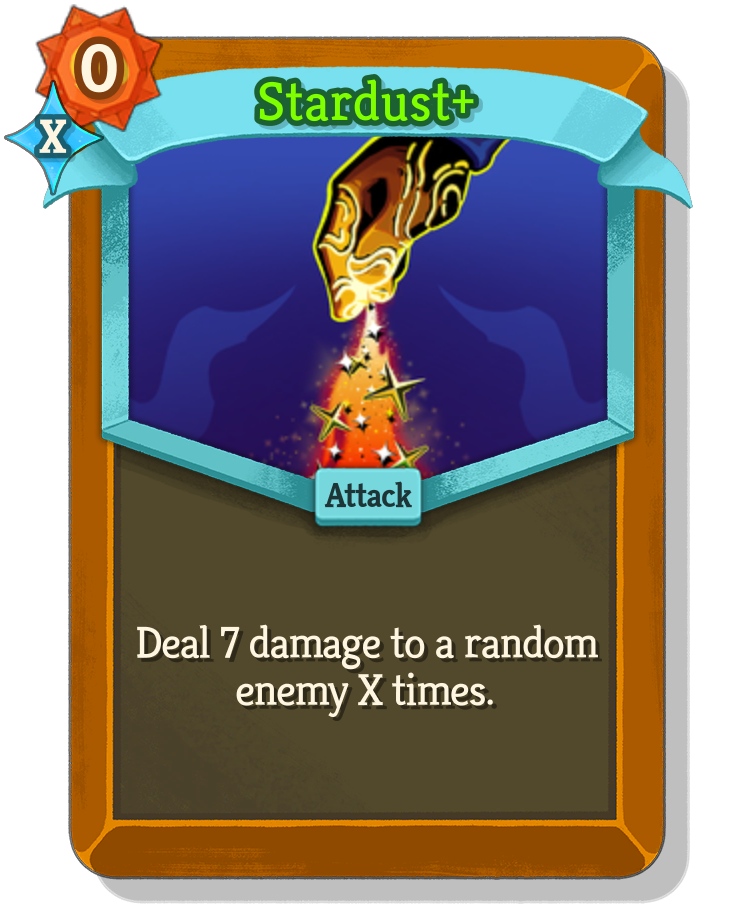 0
Stardust+
X
Attack
Deal 7 damage to a random
enemy X times.